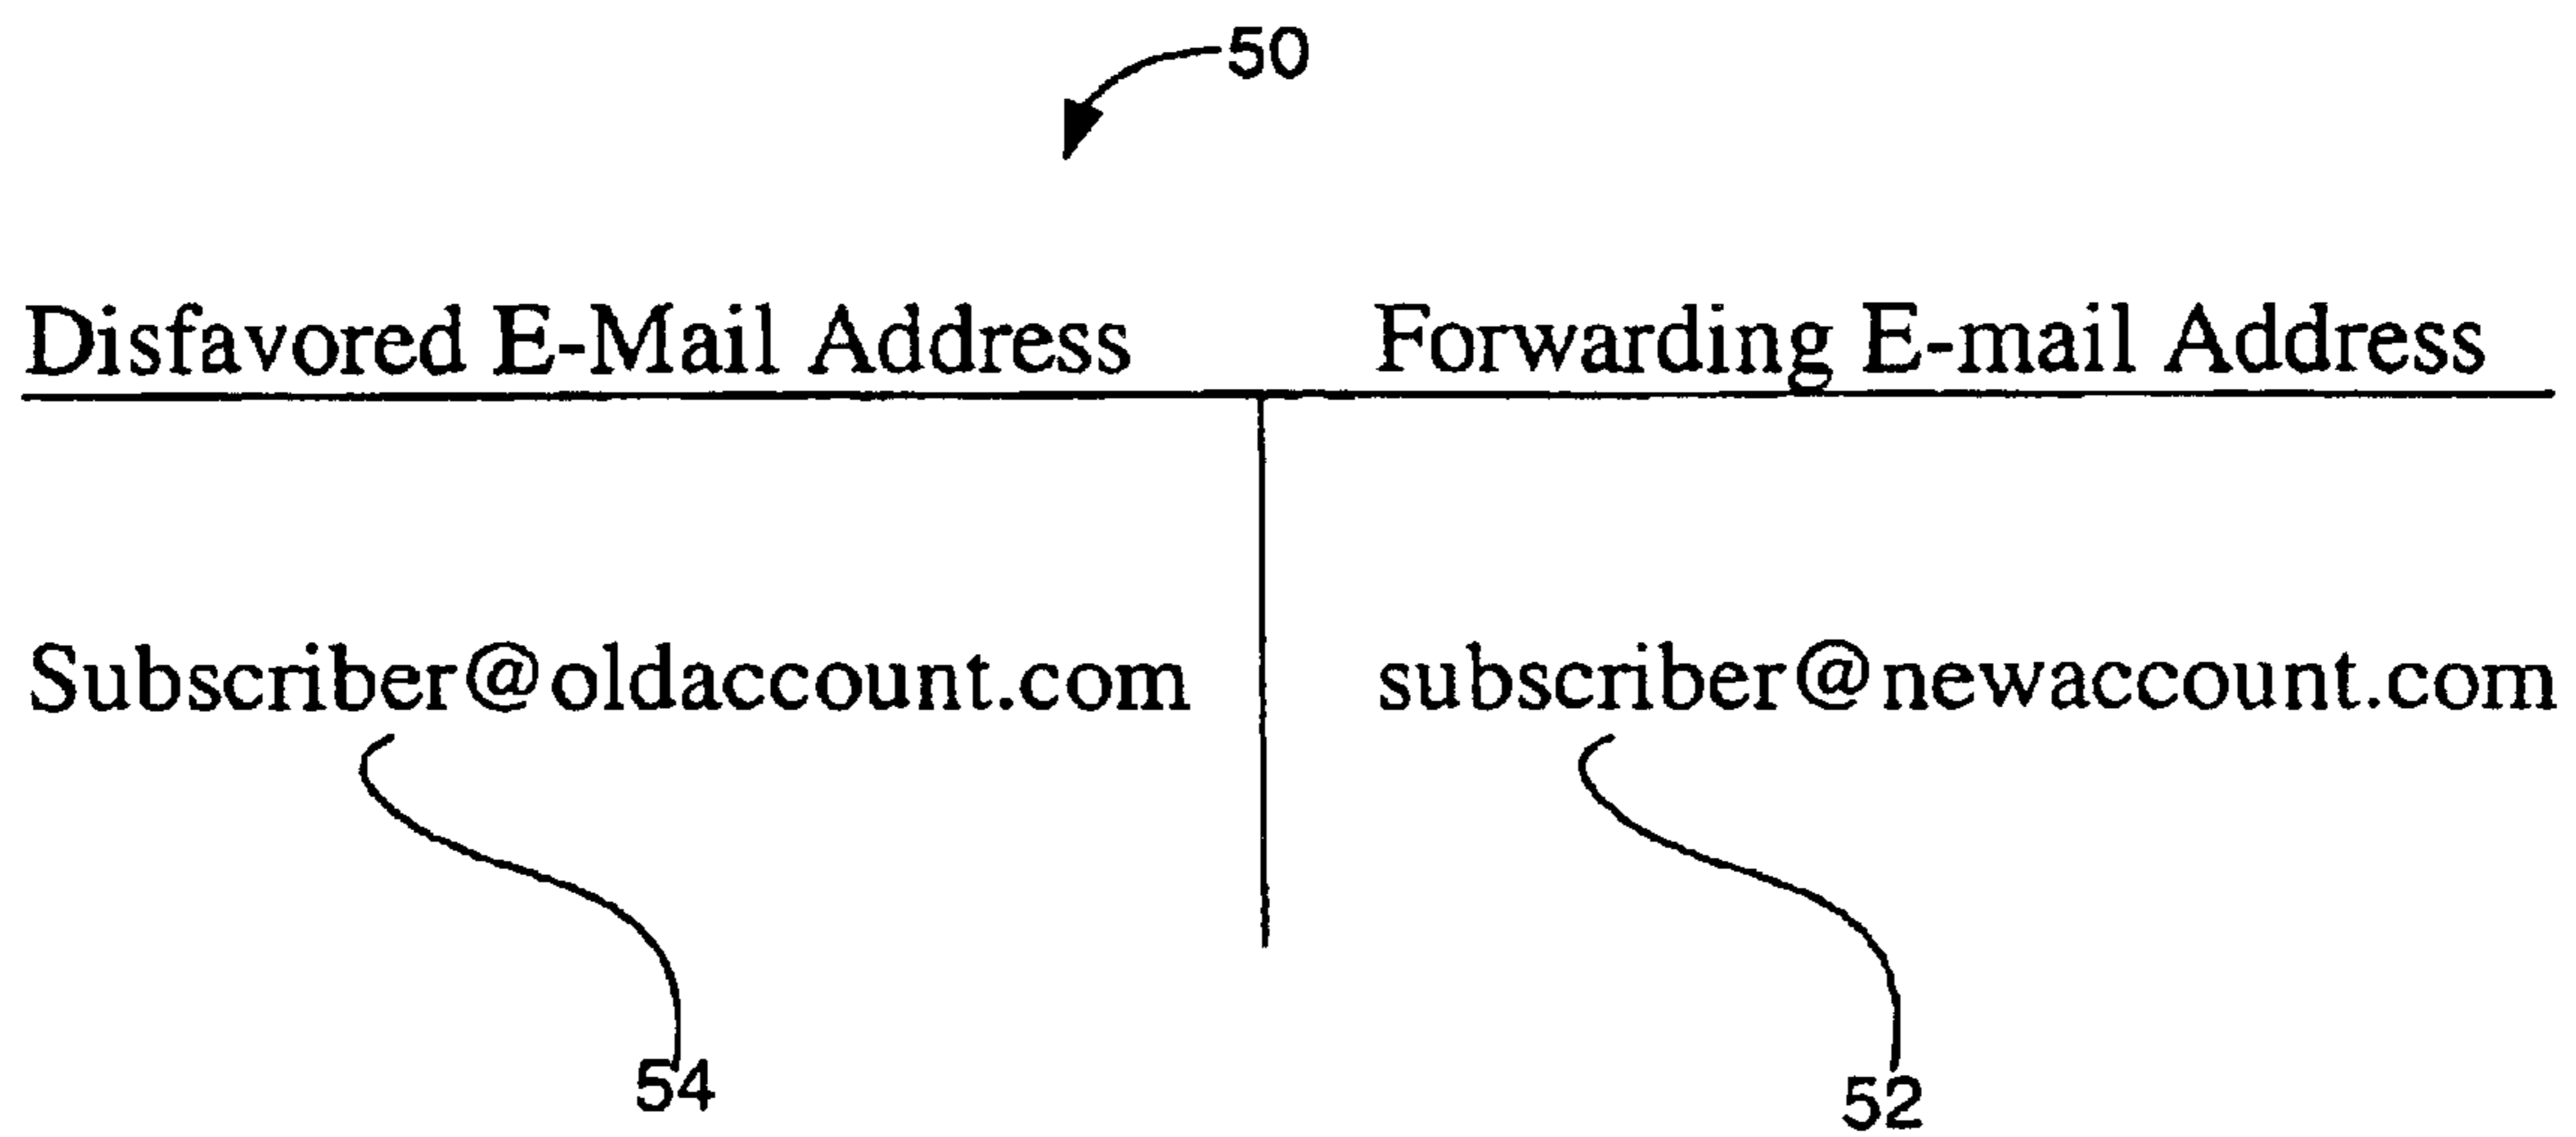 50
Disfavored E-Mail Address Forwarding E-mail Address
Subscriber@oldaccount.com subscriber@newaccount.com
54 52